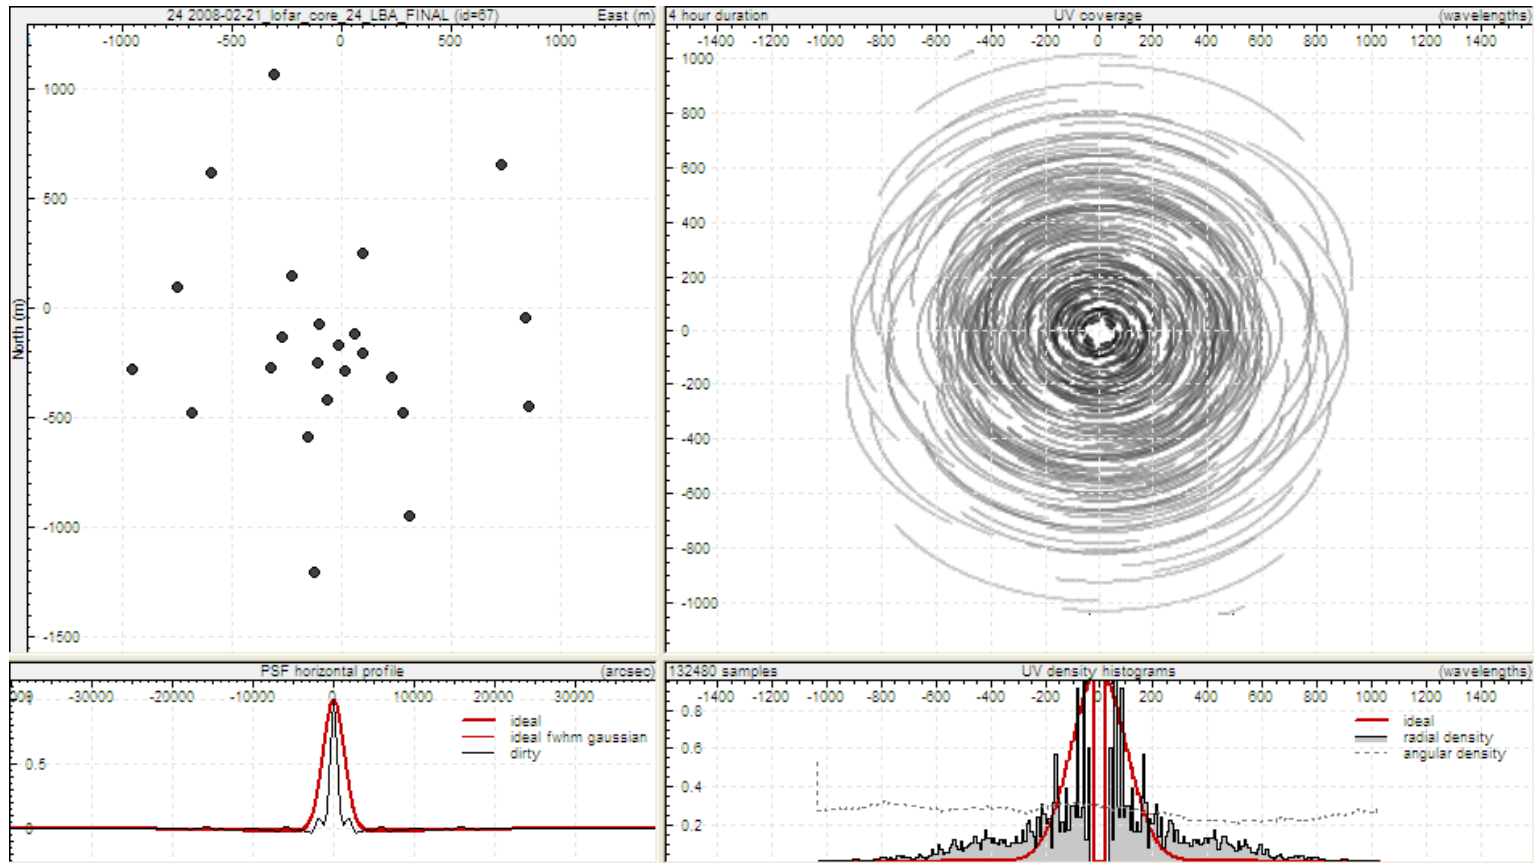 24 2008-02-21_lofar_core_24_LBA_FINAL (id=67) East (m)
-1000 -500 0 500 1000
1000
500
0
-500
-1000
-1500
North (m)
4 hour duration UV coverage (wavelengths)
-1400 -1200 -1000 -800 -600 -400 -200 0 200 400 600 800 1000 1200 1400
1000
800
600
400
200
0
-200
-400
-600
-800
-1000
PSF horizontal profile (arcsec)
-30000 -20000 -10000 0 10000 20000 30000
ideal
ideal fwhm gaussian
dirty
0.5
0
132480 samples UV density histograms (wavelengths)
-1400 -1200 -1000 -800 -600 -400 -200 0 200 400 600 800 1000 1200 1400
0.8
0.6
0.4
0.2
ideal
radial density
angular density